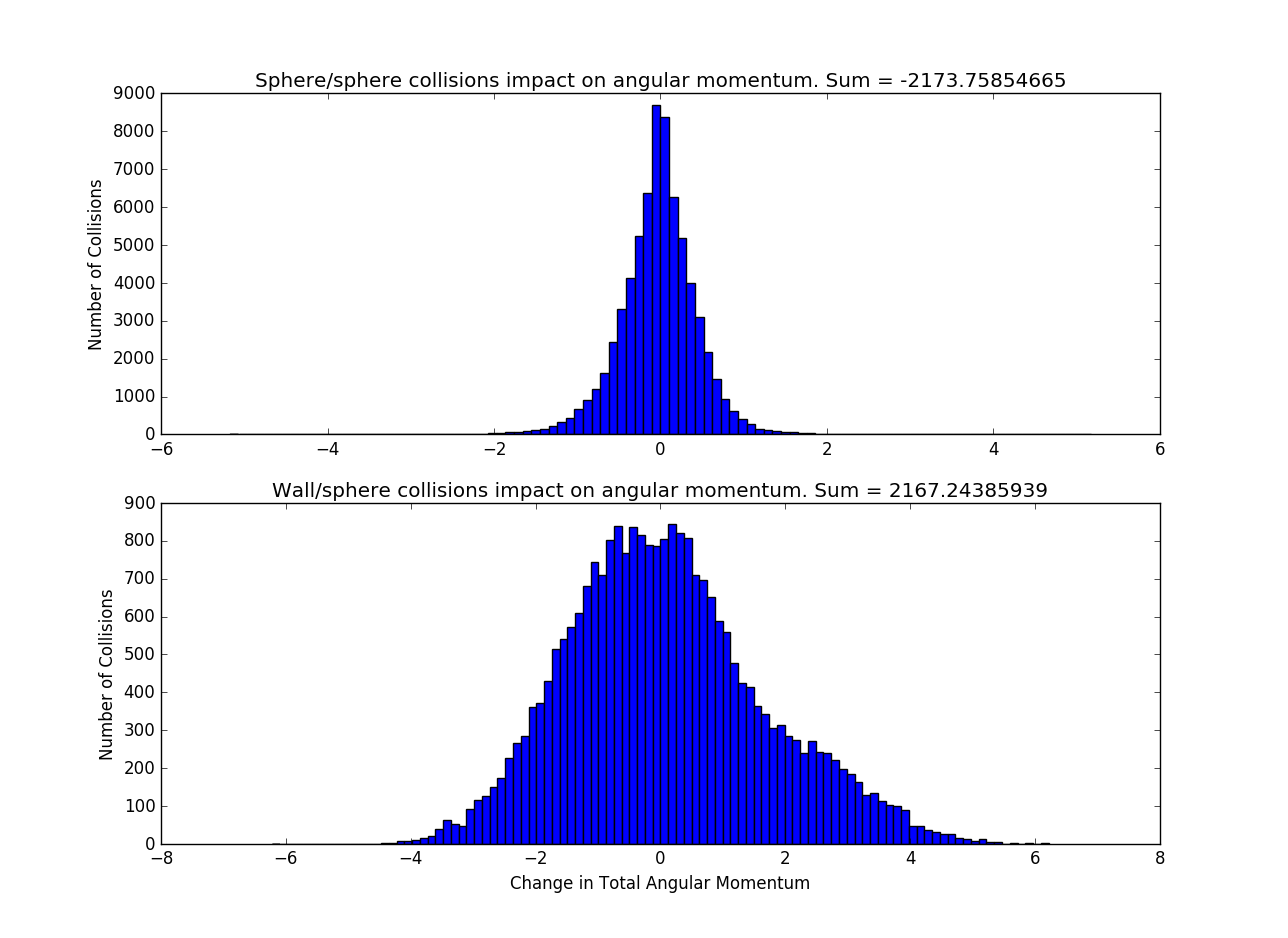 Sphere/sphere collisions impact on angular momentum. Sum = -2173.75854665
9000
8000
7000
6000
5000
4000
3000
2000
1000
0
Number of Collisions
−6 −4 −2 0 2 4 6
Wall/sphere collisions impact on angular momentum. Sum = 2167.24385939
900
800
700
600
500
400
300
200
100
0
Number of Collisions
−8 −6 −4 −2 0 2 4 6 8
Change in Total Angular Momentum